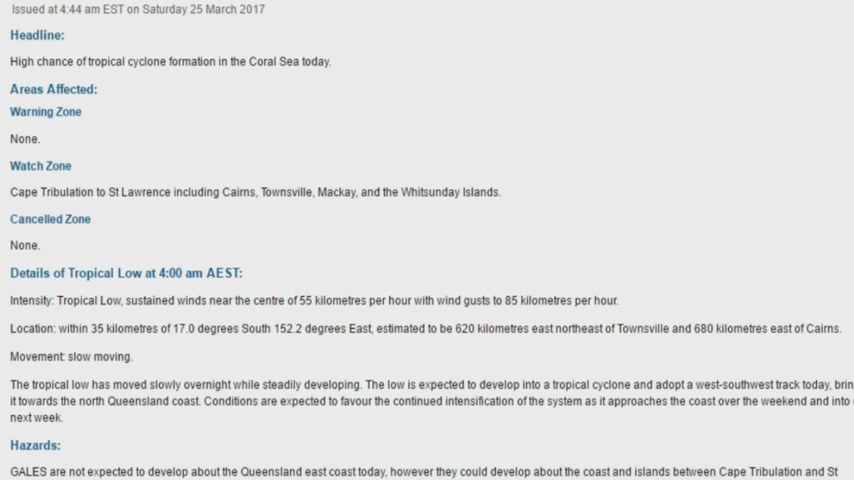 Issued at 4:44 am EST on Saturday 25 March 2017
Headline:
High chance of tropical cyclone formation in the Coral Sea today.
Areas Affected:
Warning Zone
None.
Watch Zone
Cape Tribulation to St Lawrence including Cairns, Townsville, Mackay, and the Whitsunday Islands.
Cancelled Zone
None.
Details of Tropical Low at 4:00 am AEST:
Intensity: Tropical Low, sustained winds near the centre of 55 kilometres per hour with wind gusts to 85 kilometres per hour.
Location: within 35 kilometres of 17.0 degrees South 152.2 degrees East, estimated to be 620 kilometres east northeast of Townsville and 680 kilometres east of Cairns.
Movement: slow moving.
The tropical low has moved slowly overnight while steadily developing. The low is expected to develop into a tropical cyclone and adopt a west-southwest track today, brin
it towards the north Queensland coast. Conditions are expected to favour the continued intensification of the system as it approaches the coast over the weekend and into
next week.
Hazards:
GALES are not expected to develop about the Queensland east coast today, however they could develop about the coast and islands between Cape Tribulation and St